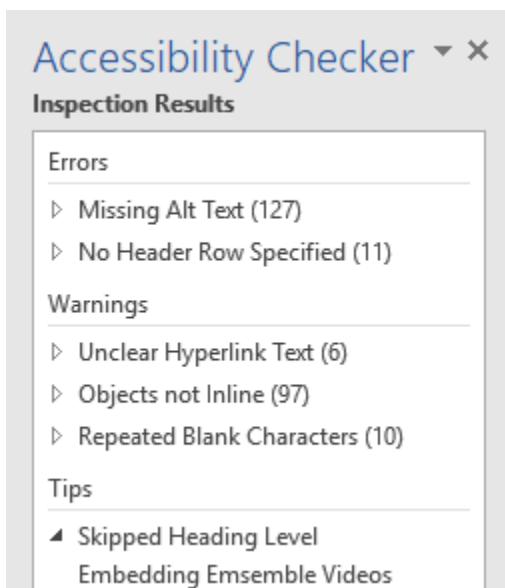 Accessibility Checker
Inspection Results
Errors
Missing Alt Text (127)
No Header Row Specified (11)
Warnings
Unclear Hyperlink Text (6)
Objects not Inline (97)
Repeated Blank Characters (10)
Tips
Skipped Heading Level
Embedding Emsemble Videos